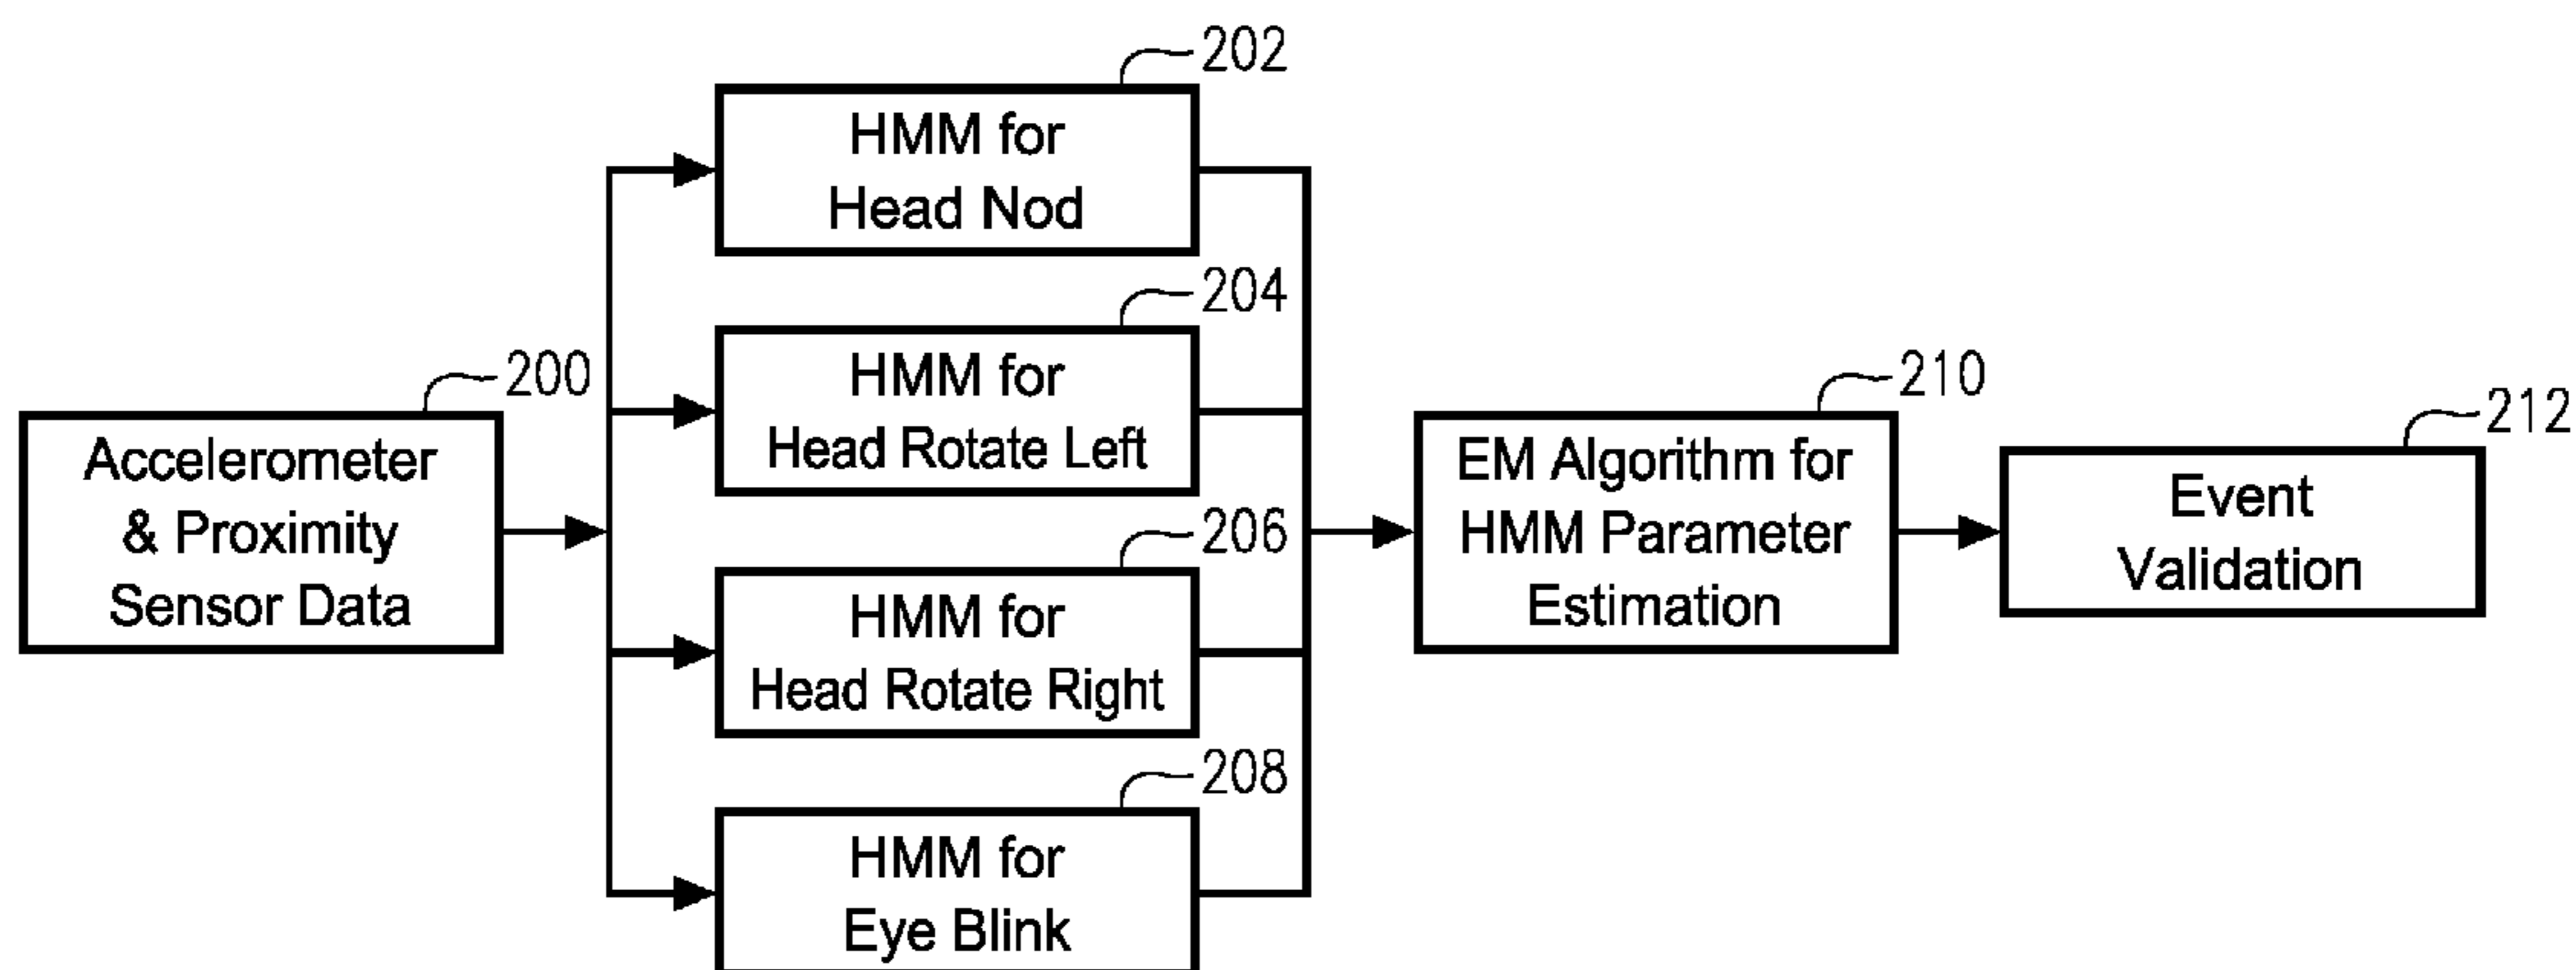 202
HMM for
Head Nod
204
HMM for
Head Rotate Left
200
Accelerometer
& Proximity
Sensor Data
206
HMM for
Head Rotate Right
208
HMM for
Eye Blink
210
EM Algorithm for
HMM Parameter
Estimation
212
Event
Validation